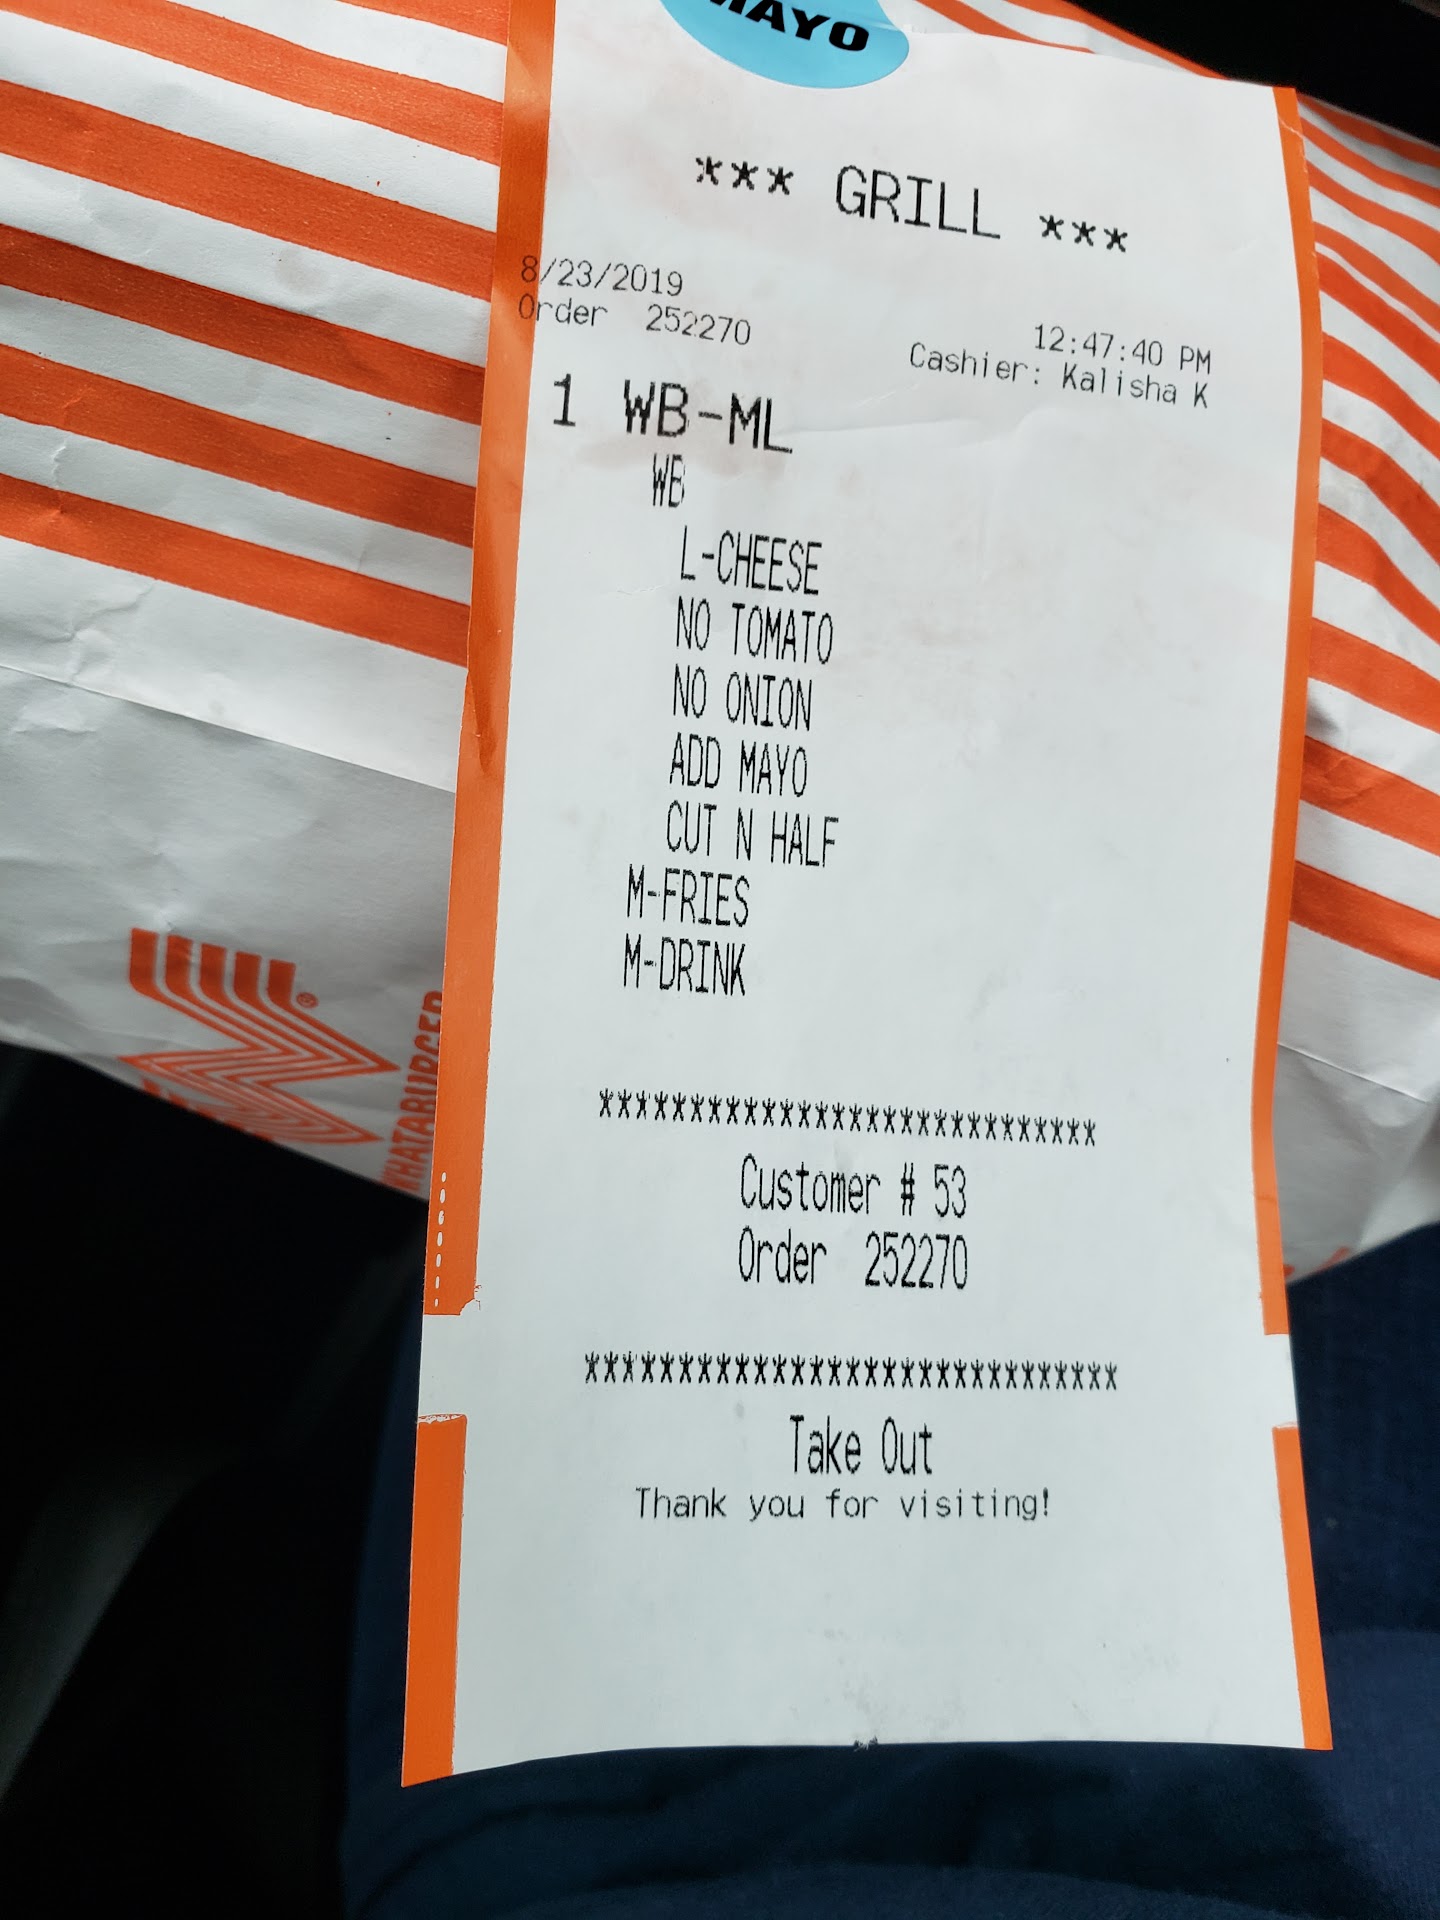 MAYO
*** GRILL ***
8/23/2019
Order 252270
12:47:40 PM
Cashier: Kalisha K
1 WB-ML
WB
L-CHEESE
NO TOMATO
NO ONION
ADD MAYO
CUT N HALF
M-FRIES
M-DRINK
****************************
Customer # 53
Order 252270
*****************************
Take Out
Thank you for visiting!
WHATABURGER
®